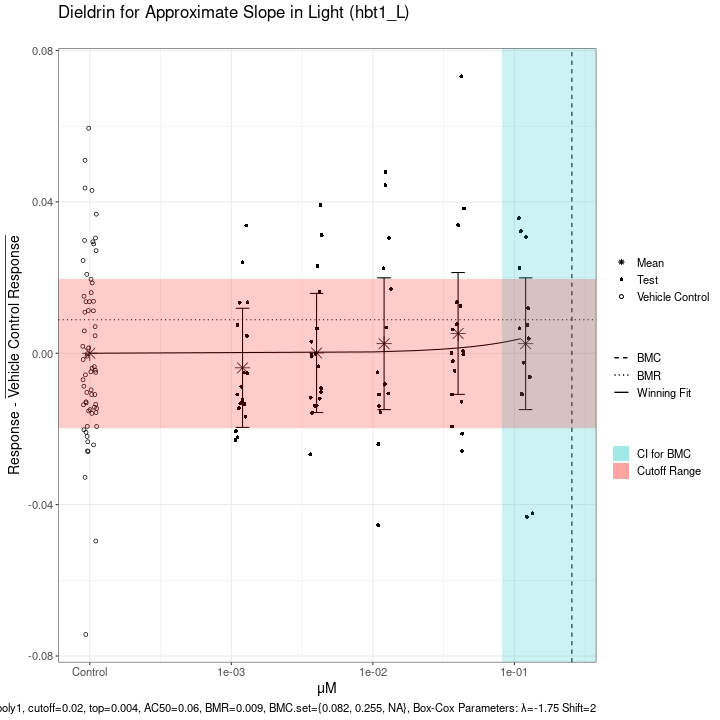 Dieldrin for Approximate Slope in Light (hbt1_L)
Response - Vehicle Control Response
0.08
0.04
0.00
-0.04
-0.08
Control
1e-03
1e-02
1e-01
μM
Mean
Test
Vehicle Control
BMC
BMR
Winning Fit
CI for BMC
Cutoff Range
cutoff=0.02, top=0.004, AC50=0.06, BMR=0.009, BMC.set={0.082, 0.255, NA}, Box-Cox Parameters: λ=-1.75 Shift=2